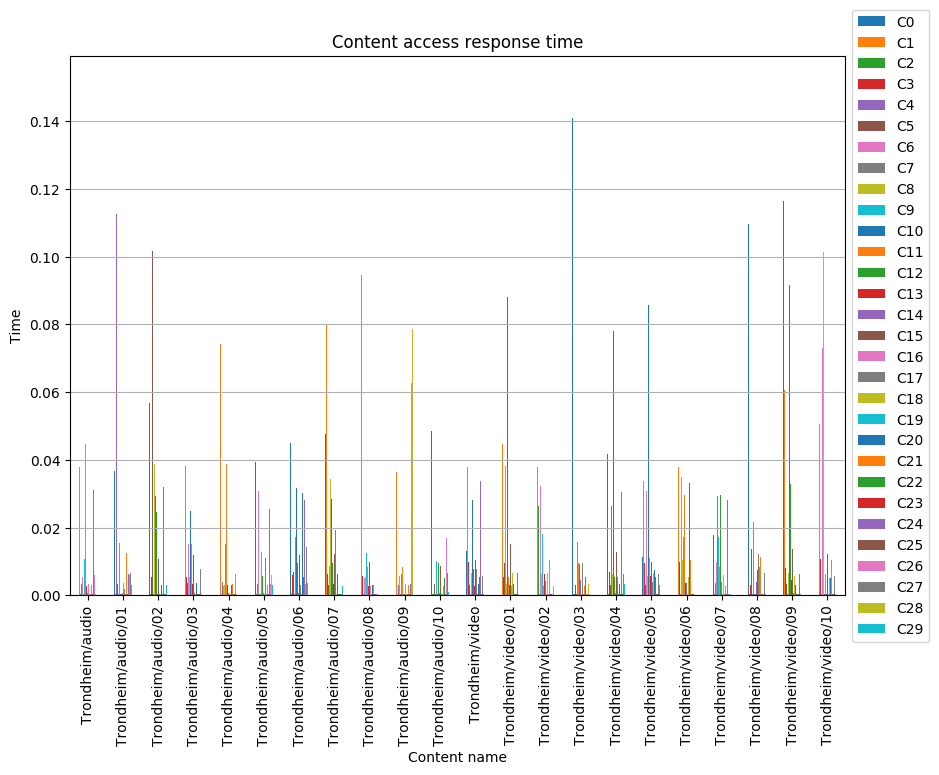 Content access response time
Time
0.14
0.12
0.10
0.08
0.06
0.04
0.02
0.00
Trondheim/audio
Trondheim/audio/01
Trondheim/audio/02
Trondheim/audio/03
Trondheim/audio/04
Trondheim/audio/05
Trondheim/audio/06
Trondheim/audio/07
Trondheim/audio/08
Trondheim/audio/09
Trondheim/audio/10
Trondheim/video
Trondheim/video/01
Trondheim/video/02
Trondheim/video/03
Trondheim/video/04
Trondheim/video/05
Trondheim/video/06
Trondheim/video/07
Trondheim/video/08
Trondheim/video/09
Trondheim/video/10
Content name
C0
C1
C2
C3
C4
C5
C6
C7
C8
C9
C10
C11
C12
C13
C14
C15
C16
C17
C18
C19
C20
C21
C22
C23
C24
C25
C26
C27
C28
C29